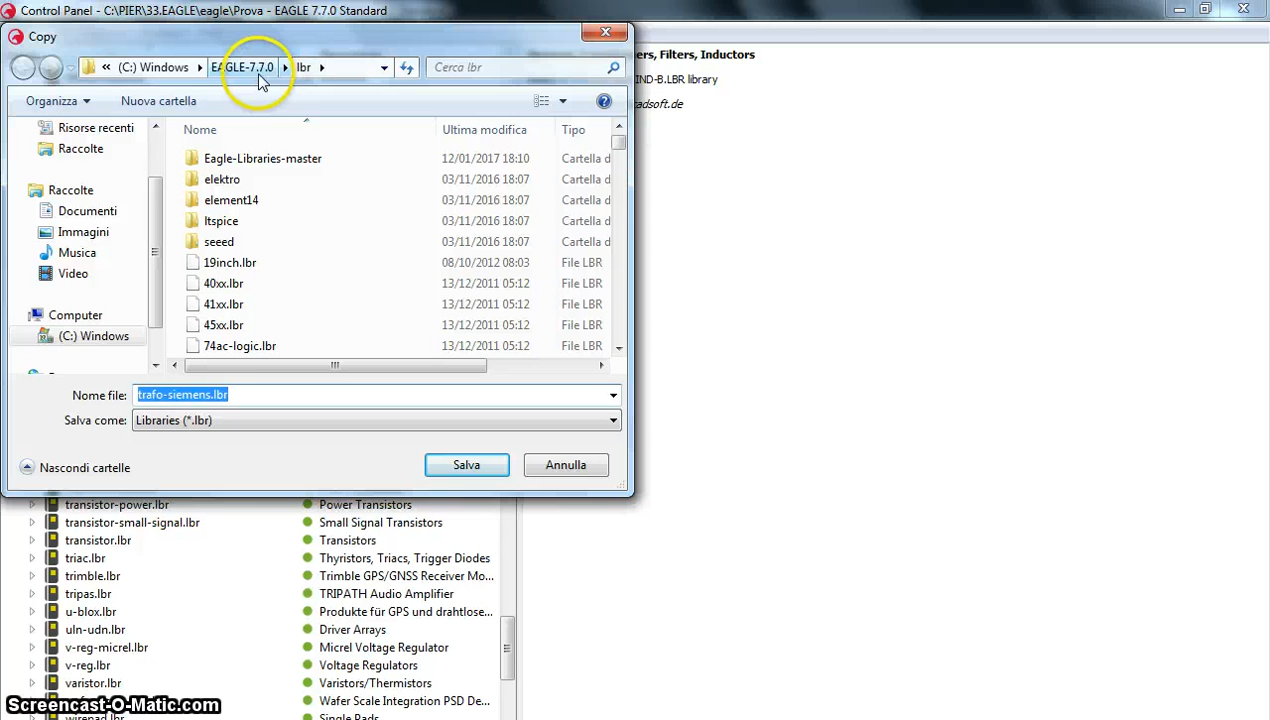 Control Panel - C:\PIER\33.EAGLE\eagle\Prova - EAGLE 7.7.0 Standard
Copy
« (C:) Windows EAGLE-7.7.0 lbr
Cerca lbr
Organizza Nuova cartella
Nome Ultima modifica Tipo
Risorse recenti
Raccolte
Raccolte
Documenti
Immagini
Musica
Video
Computer
(C:) Windows
Eagle-Libraries-master 12/01/2017 18:10 Cartella d
elektro 03/11/2016 18:07 Cartella d
element14 03/11/2016 18:07 Cartella d
ltspice 03/11/2016 18:07 Cartella d
seeed 03/11/2016 18:07 Cartella d
19inch.lbr 08/10/2012 08:03 File LBR
40xx.lbr 13/12/2011 05:12 File LBR
41xx.lbr 13/12/2011 05:12 File LBR
45xx.lbr 13/12/2011 05:12 File LBR
74ac-logic.lbr 13/12/2011 05:12 File LBR
Nome file: trafo-siemens.lbr
Salva come: Libraries (*.lbr)
Nascondi cartelle
Salva Annulla
ers, Filters, Inductors
IND-B.LBR library
adsoft.de
transistor-power.lbr Power Transistors
transistor-small-signal.lbr Small Signal Transistors
transistor.lbr Transistors
triac.lbr Thyristors, Triacs, Trigger Diodes
trimble.lbr Trimble GPS/GNSS Receiver Mo...
tripas.lbr TRIPATH Audio Amplifier
u-blox.lbr Produkte für GPS und drahtlose...
uln-udn.lbr Driver Arrays
v-reg-micrel.lbr Micrel Voltage Regulator
v-reg.lbr Voltage Regulators
varistor.lbr Varistors/Thermistors
Wafer Scale Integration PSD De...
wirepad.lbr Single Pads
Screencast-O-Matic.com